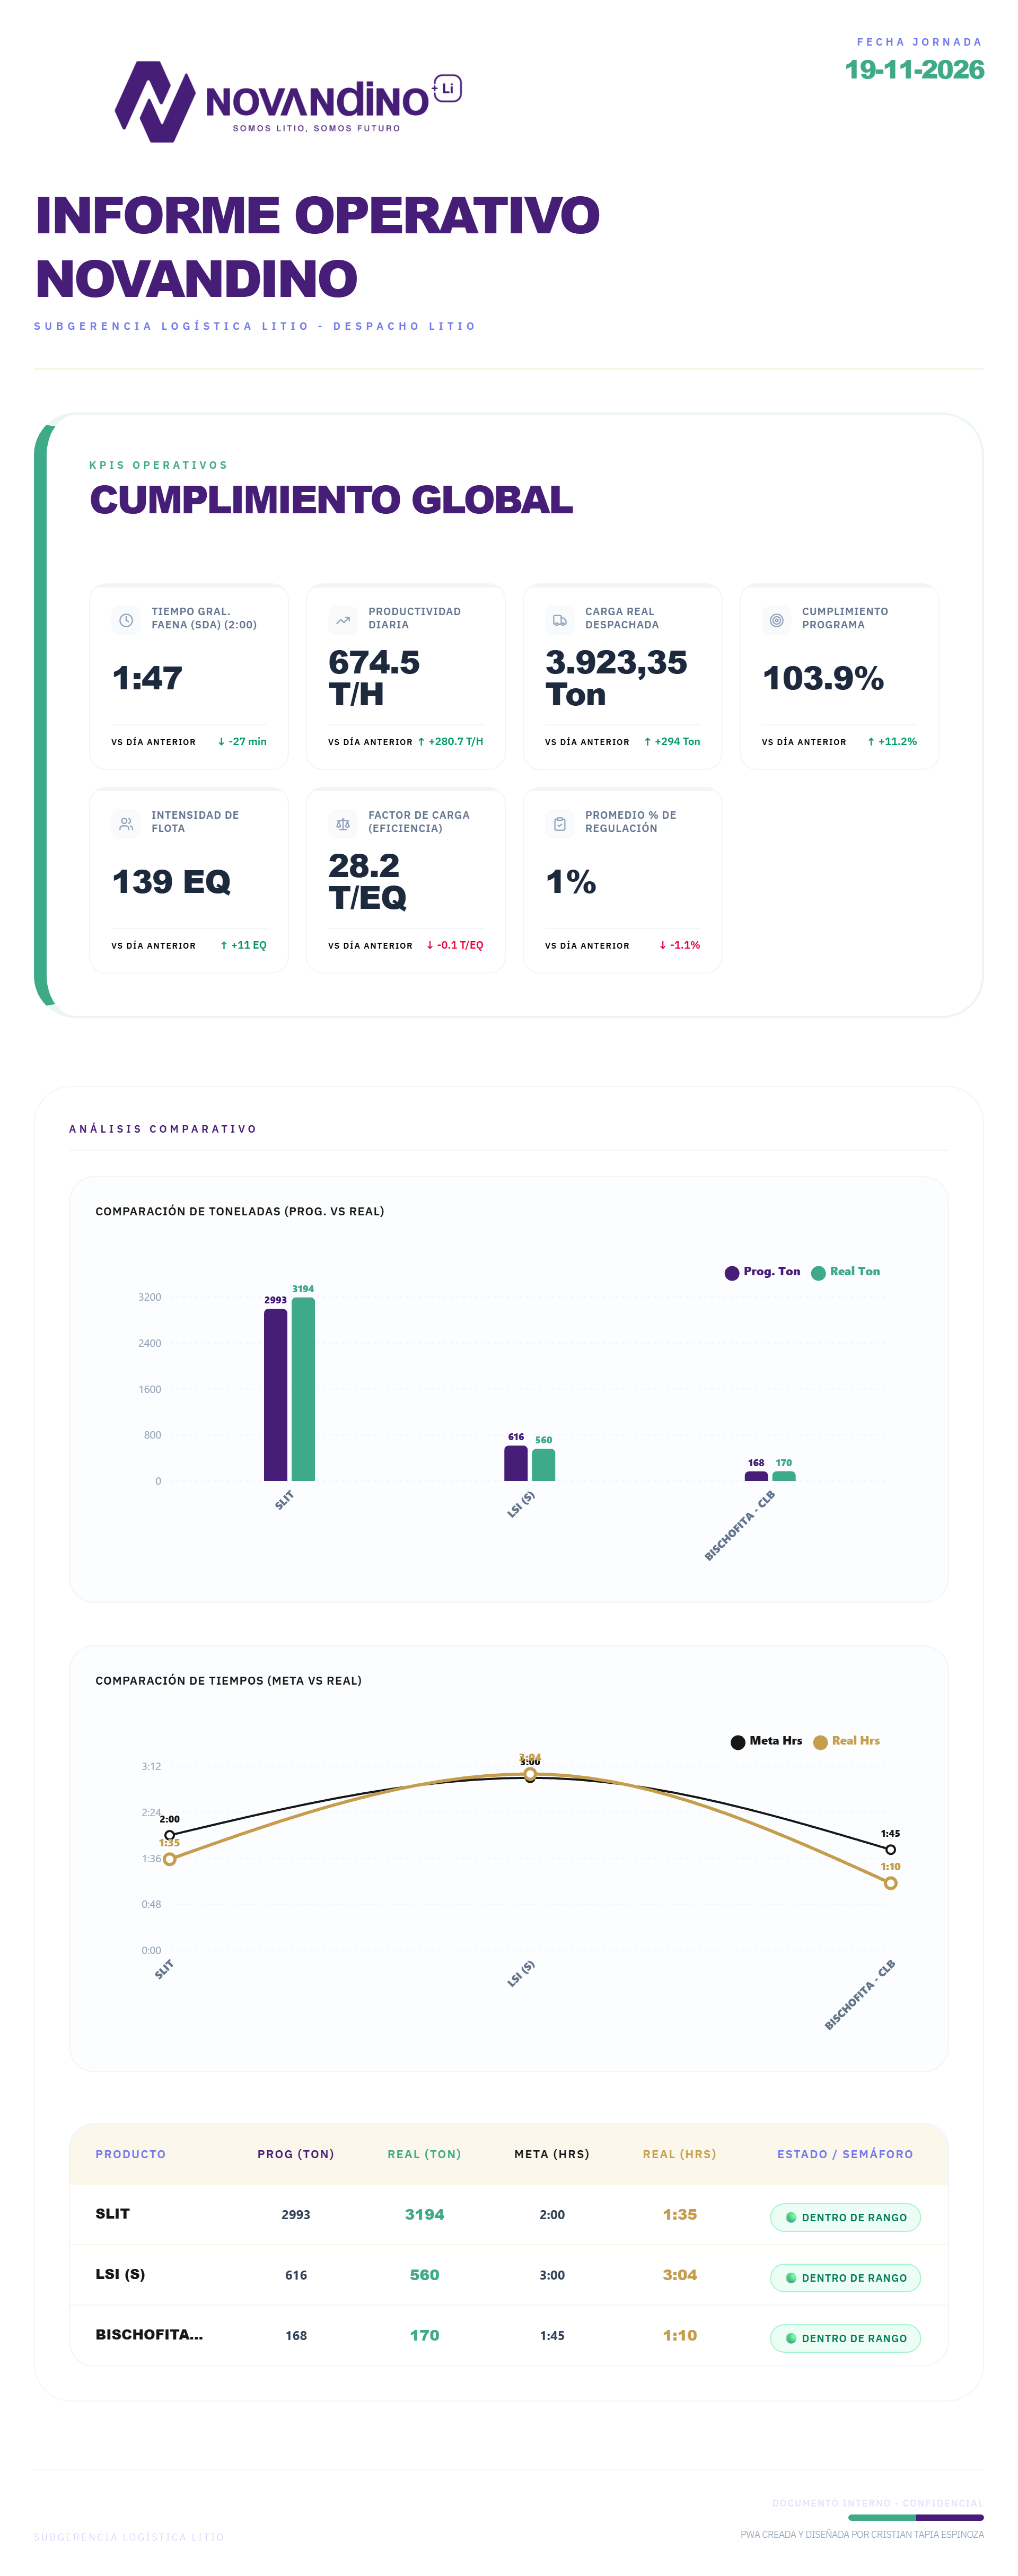 FECHA JORNADA
19-11-2026
NOVANDINO
+ Li
SOMOS LITIO, SOMOS FUTURO
INFORME OPERATIVO
NOVANDINO
SUBGERENCIA LOGÍSTICA LITIO - DESPACHO LITIO
KPIS OPERATIVOS
CUMPLIMIENTO GLOBAL
TIEMPO GRAL.
FAENA (SDA) (2:00)
1:47
VS DÍA ANTERIOR ↓ -27 min
PRODUCTIVIDAD
DIARIA
674.5
T/H
VS DÍA ANTERIOR ↑ +280.7 T/H
CARGA REAL
DESPACHADA
3.923,35
Ton
VS DÍA ANTERIOR ↑ +294 Ton
CUMPLIMIENTO
PROGRAMA
103.9%
VS DÍA ANTERIOR ↑ +11.2%
INTENSIDAD DE
FLOTA
139 EQ
VS DÍA ANTERIOR ↑ +11 EQ
FACTOR DE CARGA
(EFICIENCIA)
28.2
T/EQ
VS DÍA ANTERIOR ↓ -0.1 T/EQ
PROMEDIO % DE
REGULACIÓN
1%
VS DÍA ANTERIOR ↓ -1.1%
ANÁLISIS COMPARATIVO
COMPARACIÓN DE TONELADAS (PROG. VS REAL)
Prog. Ton Real Ton
3200
2400
1600
800
0
2993 3194
616 560
168 170
SLIT
LSI (S)
BISCHOFITA - CLB
COMPARACIÓN DE TIEMPOS (META VS REAL)
Meta Hrs Real Hrs
3:12
2:24
1:36
0:48
0:00
2:00
1:35
3:04
3:00
1:45
1:10
SLIT
LSI (S)
BISCHOFITA - CLB
PRODUCTO PROG (TON) REAL (TON) META (HRS) REAL (HRS) ESTADO / SEMÁFORO
SLIT 2993 3194 2:00 1:35 DENTRO DE RANGO
LSI (S) 616 560 3:00 3:04 DENTRO DE RANGO
BISCHOFITA... 168 170 1:45 1:10 DENTRO DE RANGO
DOCUMENTO INTERNO - CONFIDENCIAL
SUBGERENCIA LOGÍSTICA LITIO
PWA CREADA Y DISEÑADA POR CRISTIAN TAPIA ESPINOZA